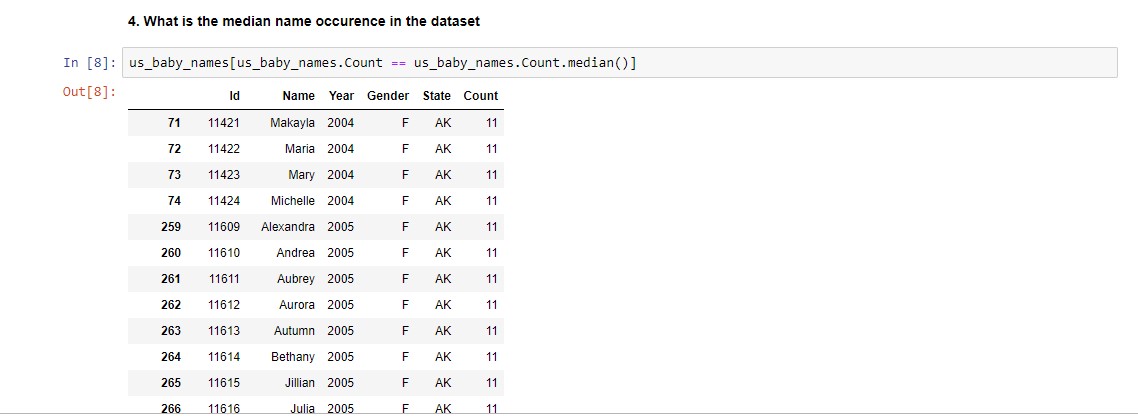 4. What is the median name occurence in the dataset
In [8]: us_baby_names[us_baby_names.Count == us_baby_names.Count.median()]
Out[8]:
Id Name Year Gender State Count
71 11421 Makayla 2004 F AK 11
72 11422 Maria 2004 F AK 11
73 11423 Mary 2004 F AK 11
74 11424 Michelle 2004 F AK 11
259 11609 Alexandra 2005 F AK 11
260 11610 Andrea 2005 F AK 11
261 11611 Aubrey 2005 F AK 11
262 11612 Aurora 2005 F AK 11
263 11613 Autumn 2005 F AK 11
264 11614 Bethany 2005 F AK 11
265 11615 Jillian 2005 F AK 11
266 11616 Julia 2005 F AK 11